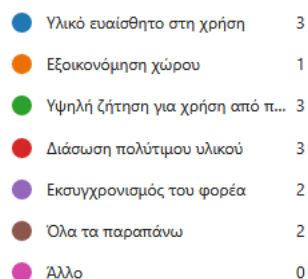 Υλικό ευαίσθητο στη χρήση 3
Εξοικονόμηση χώρου 1
Υψηλή ζήτηση για χρήση από π... 3
Διάσωση πολύτιμου υλικού 3
Εκσυγχρονισμός του φορέα 2
Όλα τα παραπάνω 2
Άλλο 0